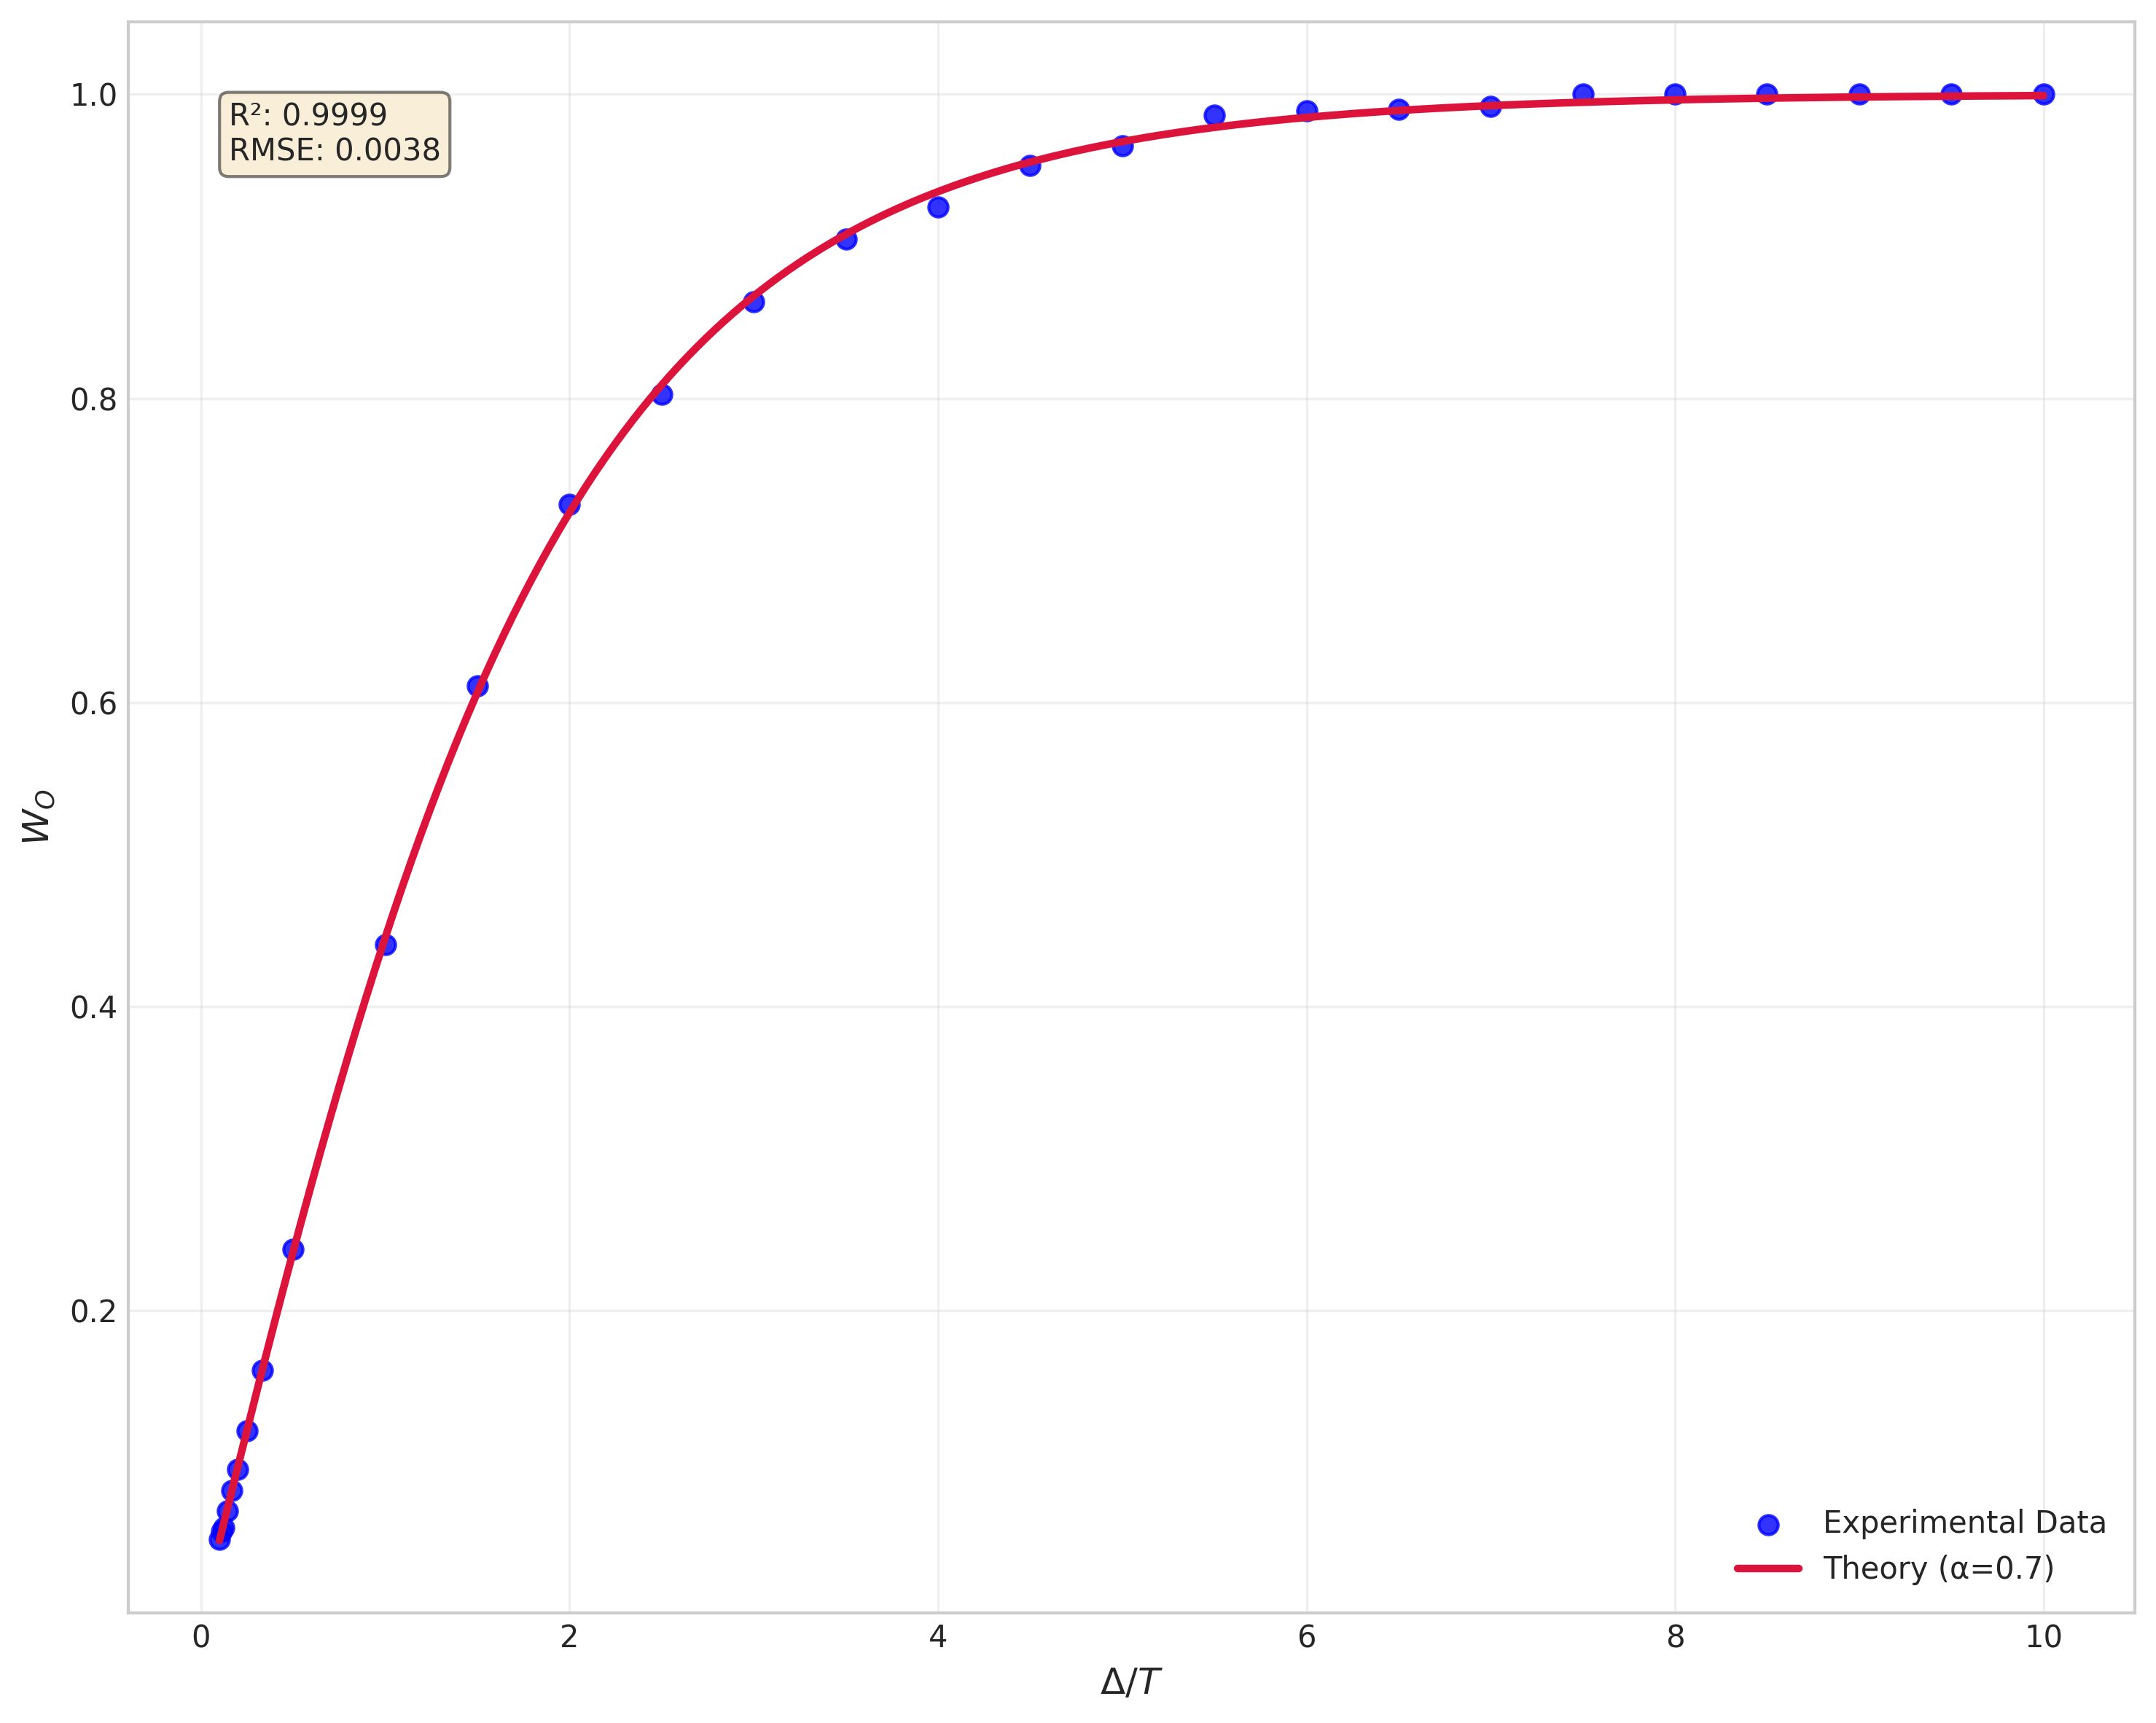 R²: 0.9999
RMSE: 0.0038
1.0
0.8
0.6
0.4
0.2
W_O
0 2 4 6 8 10
Δ/T
Experimental Data
Theory (α=0.7)